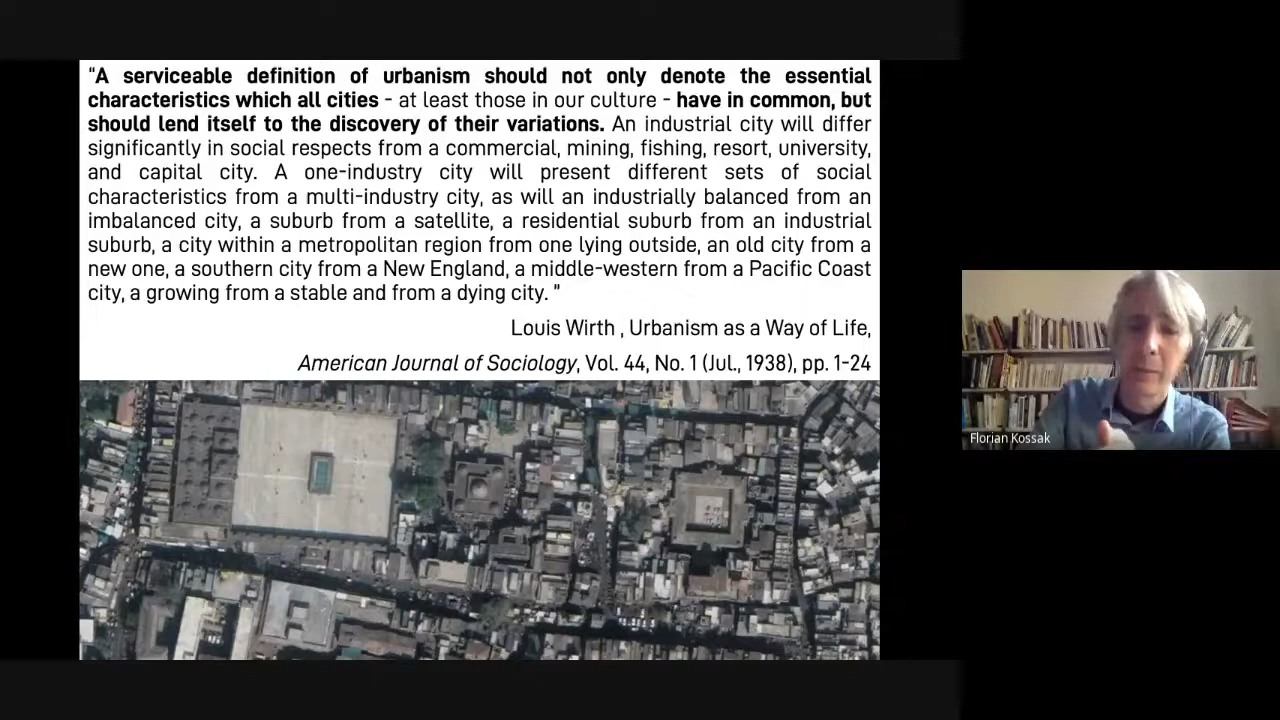 “A serviceable definition of urbanism should not only denote the essential
characteristics which all cities - at least those in our culture - have in common, but
should lend itself to the discovery of their variations. An industrial city will differ
significantly in social respects from a commercial, mining, fishing, resort, university,
and capital city. A one-industry city will present different sets of social
characteristics from a multi-industry city, as will an industrially balanced from an
imbalanced city, a suburb from a satellite, a residential suburb from an industrial
suburb, a city within a metropolitan region from one lying outside, an old city from a
new one, a southern city from a New England, a middle-western from a Pacific Coast
city, a growing from a stable and from a dying city. ”
Louis Wirth , Urbanism as a Way of Life,
American Journal of Sociology, Vol. 44, No. 1 (Jul., 1938), pp. 1-24
Florian Kossak